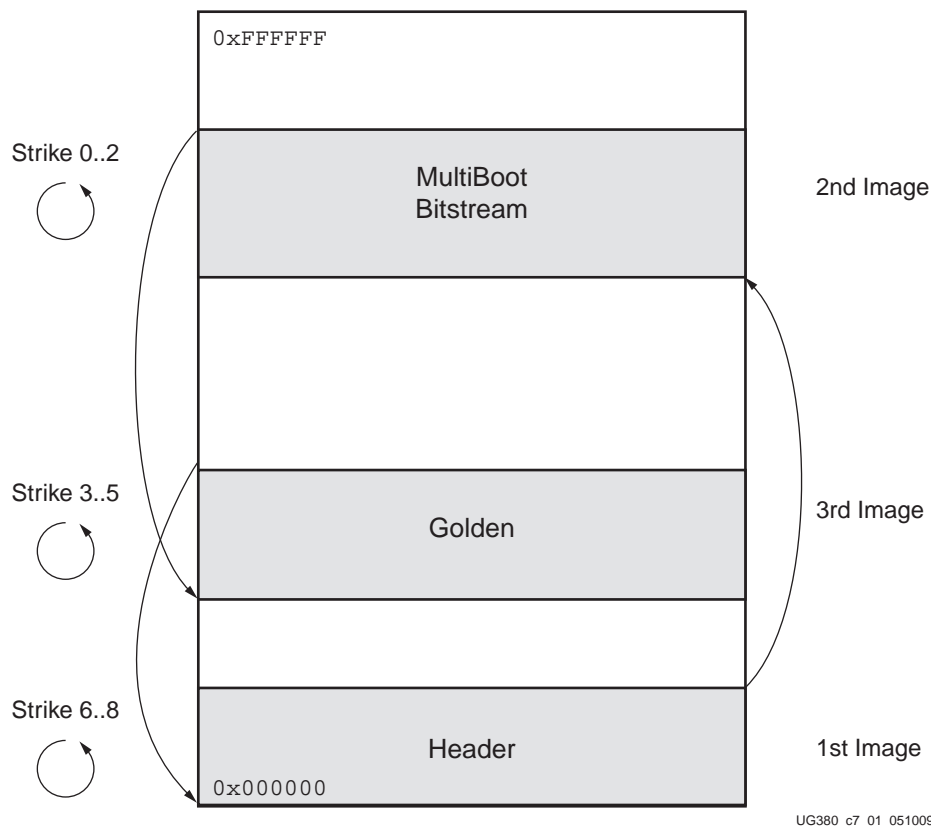 0xFFFFFF
Strike 0..2
MultiBoot
Bitstream
2nd Image
Strike 3..5
Golden
3rd Image
Strike 6..8
Header
1st Image
0x000000
UG380_c7_01_051009